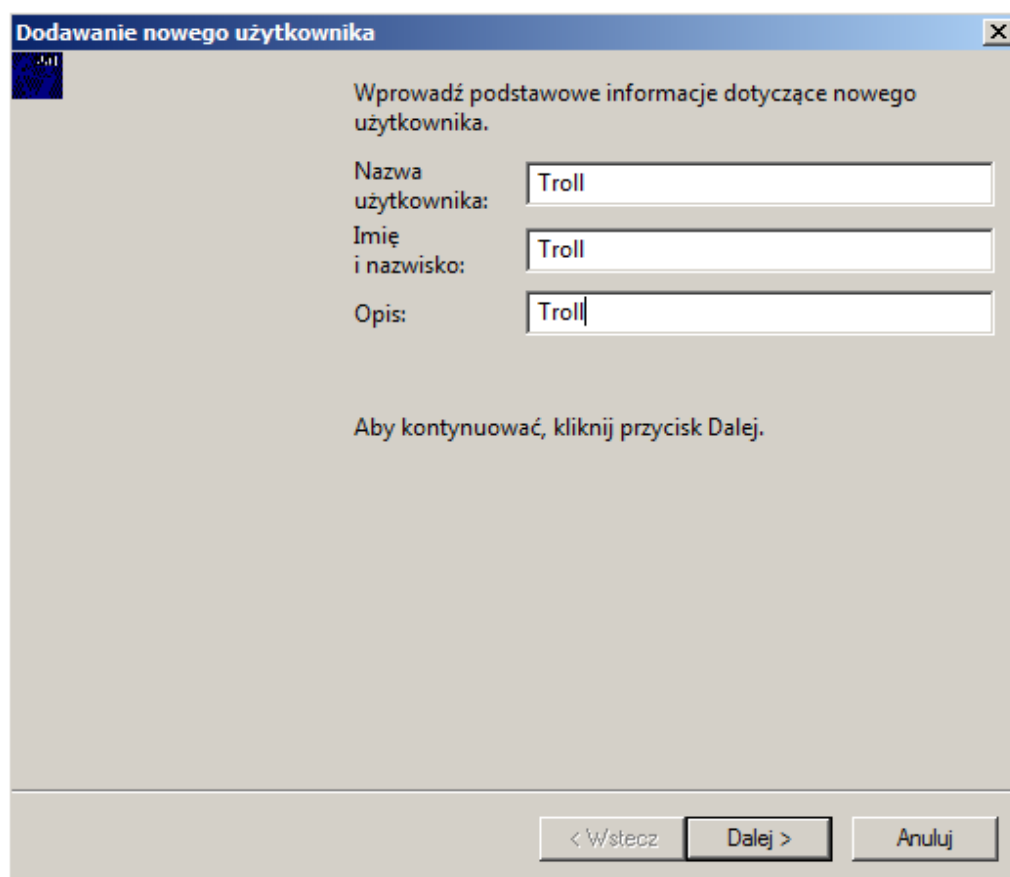 Dodawanie nowego użytkownika
Wprowadź podstawowe informacje dotyczące nowego
użytkownika.
Nazwa
użytkownika:
Troll
Imię
i nazwisko:
Troll
Opis:
Troll
Aby kontynuować, kliknij przycisk Dalej.
< Wstecz
Dalej >
Anuluj